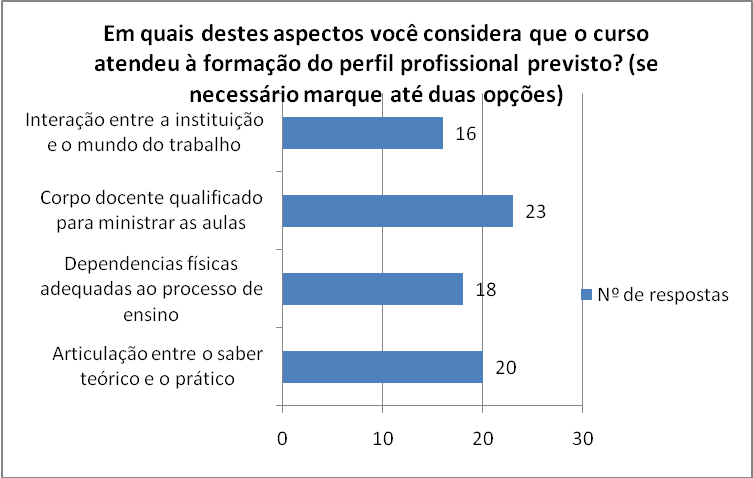 Em quais destes aspectos você considera que o curso
atendeu à formação do perfil profissional previsto? (se
necessário marque até duas opções)
Interação entre a instituição
e o mundo do trabalho
16
Corpo docente qualificado
para ministrar as aulas
23
Dependencias físicas
adequadas ao processo de
ensino
18
Nº de respostas
Articulação entre o saber
teórico e o prático
20
0 10 20 30